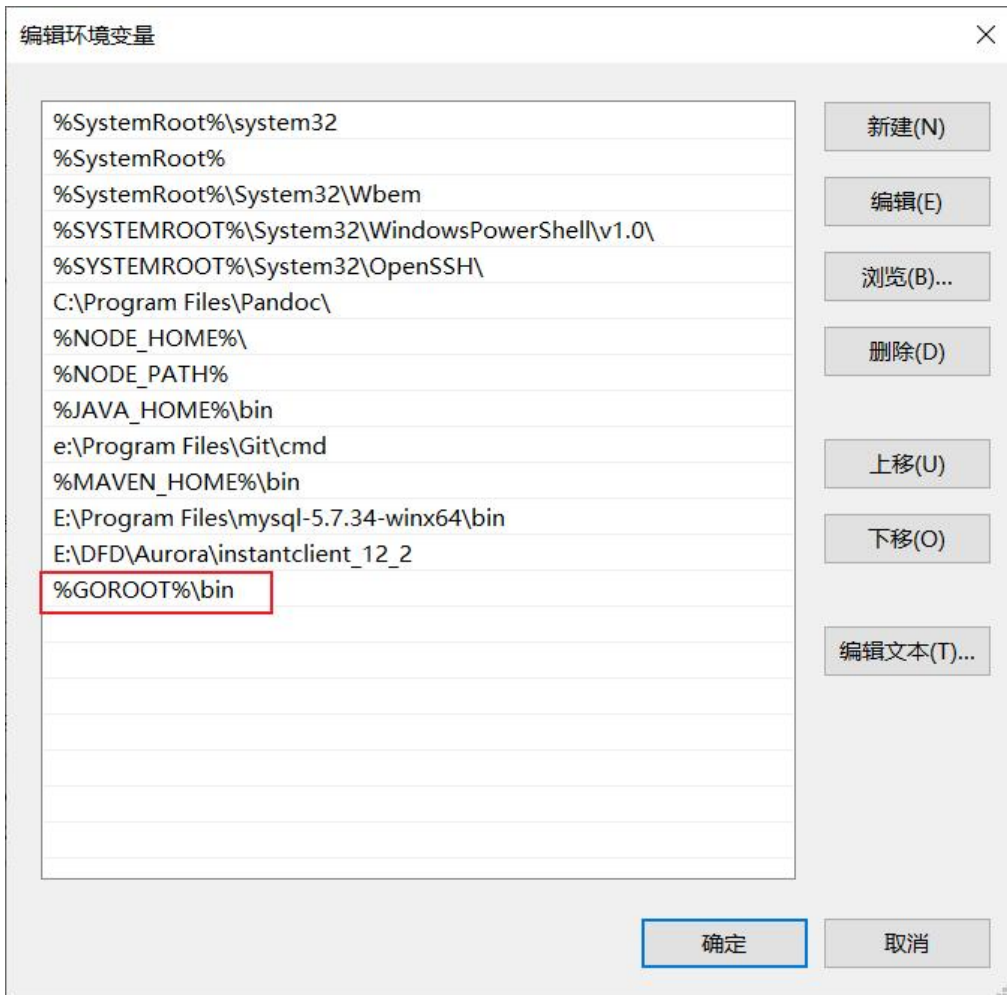 编辑环境变量
%SystemRoot%\system32
%SystemRoot%
%SystemRoot%\System32\Wbem
%SYSTEMROOT%\System32\WindowsPowerShell\v1.0\
%SYSTEMROOT%\System32\OpenSSH\
C:\Program Files\Pandoc\
%NODE_HOME%\
%NODE_PATH%
%JAVA_HOME%\bin
e:\Program Files\Git\cmd
%MAVEN_HOME%\bin
E:\Program Files\mysql-5.7.34-winx64\bin
E:\DFD\Aurora\instantclient_12_2
%GOROOT%\bin
新建(N)
编辑(E)
浏览(B)...
删除(D)
上移(U)
下移(O)
编辑文本(T)...
确定
取消